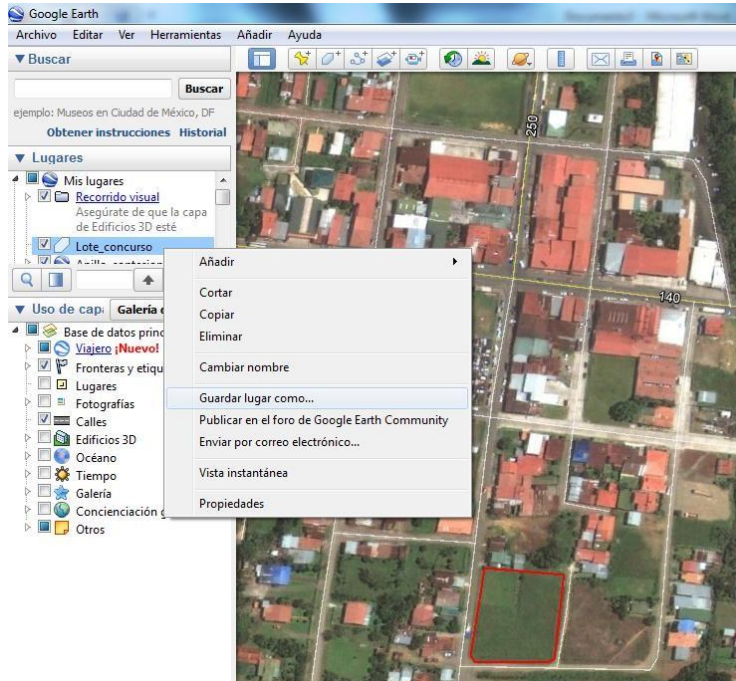 Google Earth
Archivo Editar Ver Herramientas Añadir Ayuda
Buscar
Buscar
ejemplo: Museos en Ciudad de México, DF
Obtener instrucciones Historial
Lugares
Mis lugares
Recorrido visual
Asegúrate de que la capa
de Edificios 3D esté
Lote_concurso
Añadir
Cortar
Copiar
Eliminar
Cambiar nombre
Guardar lugar como...
Publicar en el foro de Google Earth Community
Enviar por correo electrónico...
Vista instantánea
Propiedades
Uso de cap
Galería
Base de datos princ
Viajero ¡Nuevo!
Fronteras y etiqu
Lugares
Fotografías
Calles
Edificios 3D
Océano
Tiempo
Galería
Concienciación g
Otros
250
140